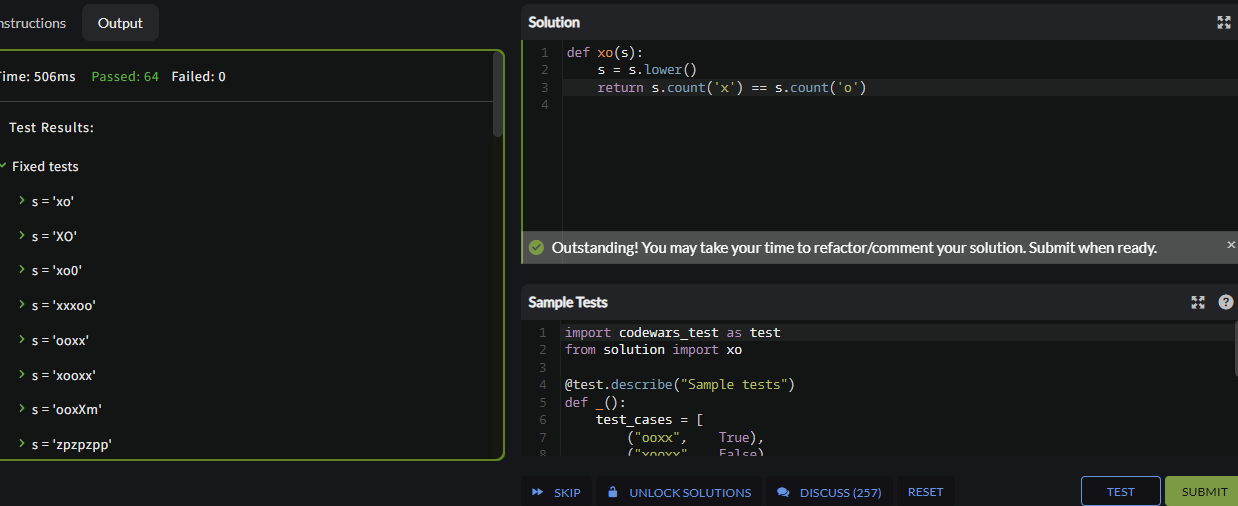 nstructions
Output
Time: 506ms Passed: 64 Failed: 0
Test Results:
Fixed tests
s = 'xo'
s = 'XO'
s = 'xo0'
s = 'xxxoo'
s = 'ooxx'
s = 'xooxx'
s = 'ooxXm'
s = 'zpzpzpp'
Solution
1 def xo(s):
2     s = s.lower()
3     return s.count('x') == s.count('o')
4
Outstanding! You may take your time to refactor/comment your solution. Submit when ready.
Sample Tests
1 import codewars_test as test
2 from solution import xo
3
4 @test.describe("Sample tests")
5 def _():
6     test_cases = [
7         ("ooxx",    True),
8         ("xooxx"    False)
SKIP
UNLOCK SOLUTIONS
DISCUSS (257)
RESET
TEST
SUBMIT